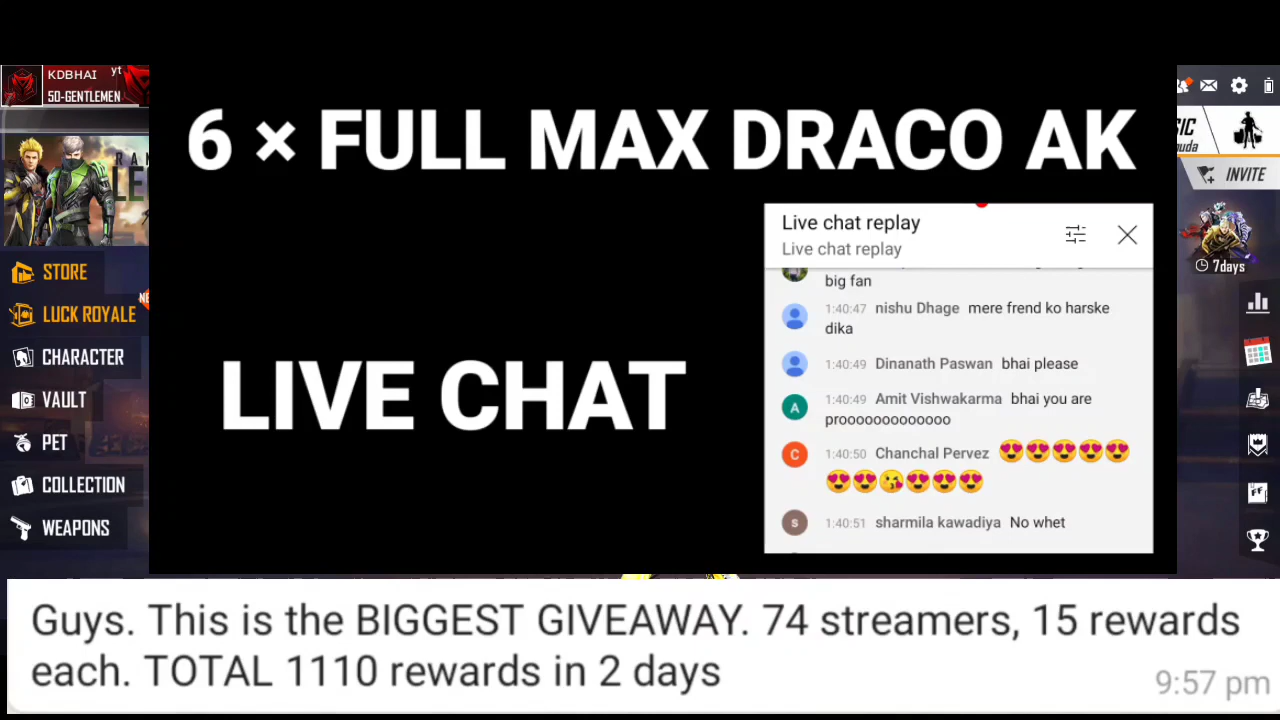 KDBHAI yt
50-GENTLEMEN
6 × FULL MAX DRACO AK
INVITE
Live chat replay
Live chat replay
big fan
7days
STORE
1:40:47 nishu Dhage mere frend ko harske
dika
LUCK ROYALE
CHARACTER
1:40:49 Dinanath Paswan bhai please
LIVE CHAT
VAULT
1:40:49 Amit Vishwakarma bhai you are
A
prooooooooooooo
PET
C
1:40:50 Chanchal Pervez 😍😍😍😍😍
😍😍😘😍😍😍
COLLECTION
FF
WEAPONS
S
1:40:51 sharmila kawadiya No whet
Guys. This is the BIGGEST GIVEAWAY. 74 streamers, 15 rewards
each. TOTAL 1110 rewards in 2 days
9:57 pm